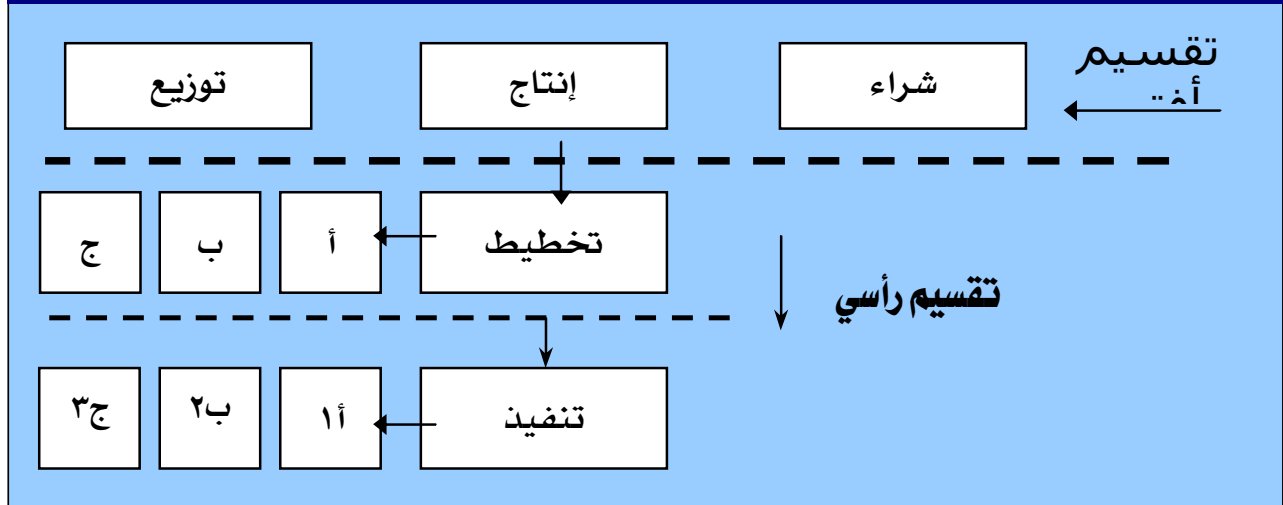 تقسيم
شراء
إنتاج
توزيع
تخطيط
أ
ب
ج
تقسيم رأسي
تنفيذ
أ١
ب٢
ج٣